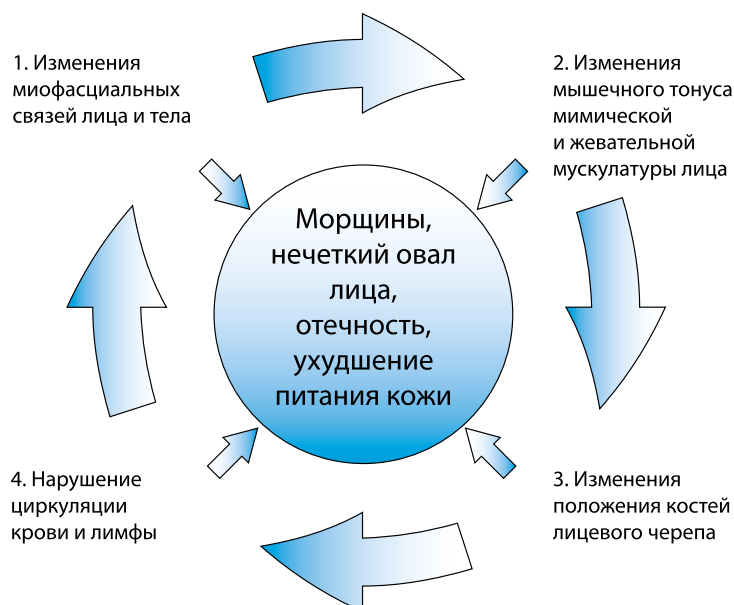 1. Изменения
миофасциальных
связей лица и тела
2. Изменения
мышечного тонуса
мимической
и жевательной
мускулатуры лица
Морщины,
нечеткий овал
лица,
отечность,
ухудшение
питания кожи
4. Нарушение
циркуляции
крови и лимфы
3. Изменения
положения костей
лицевого черепа